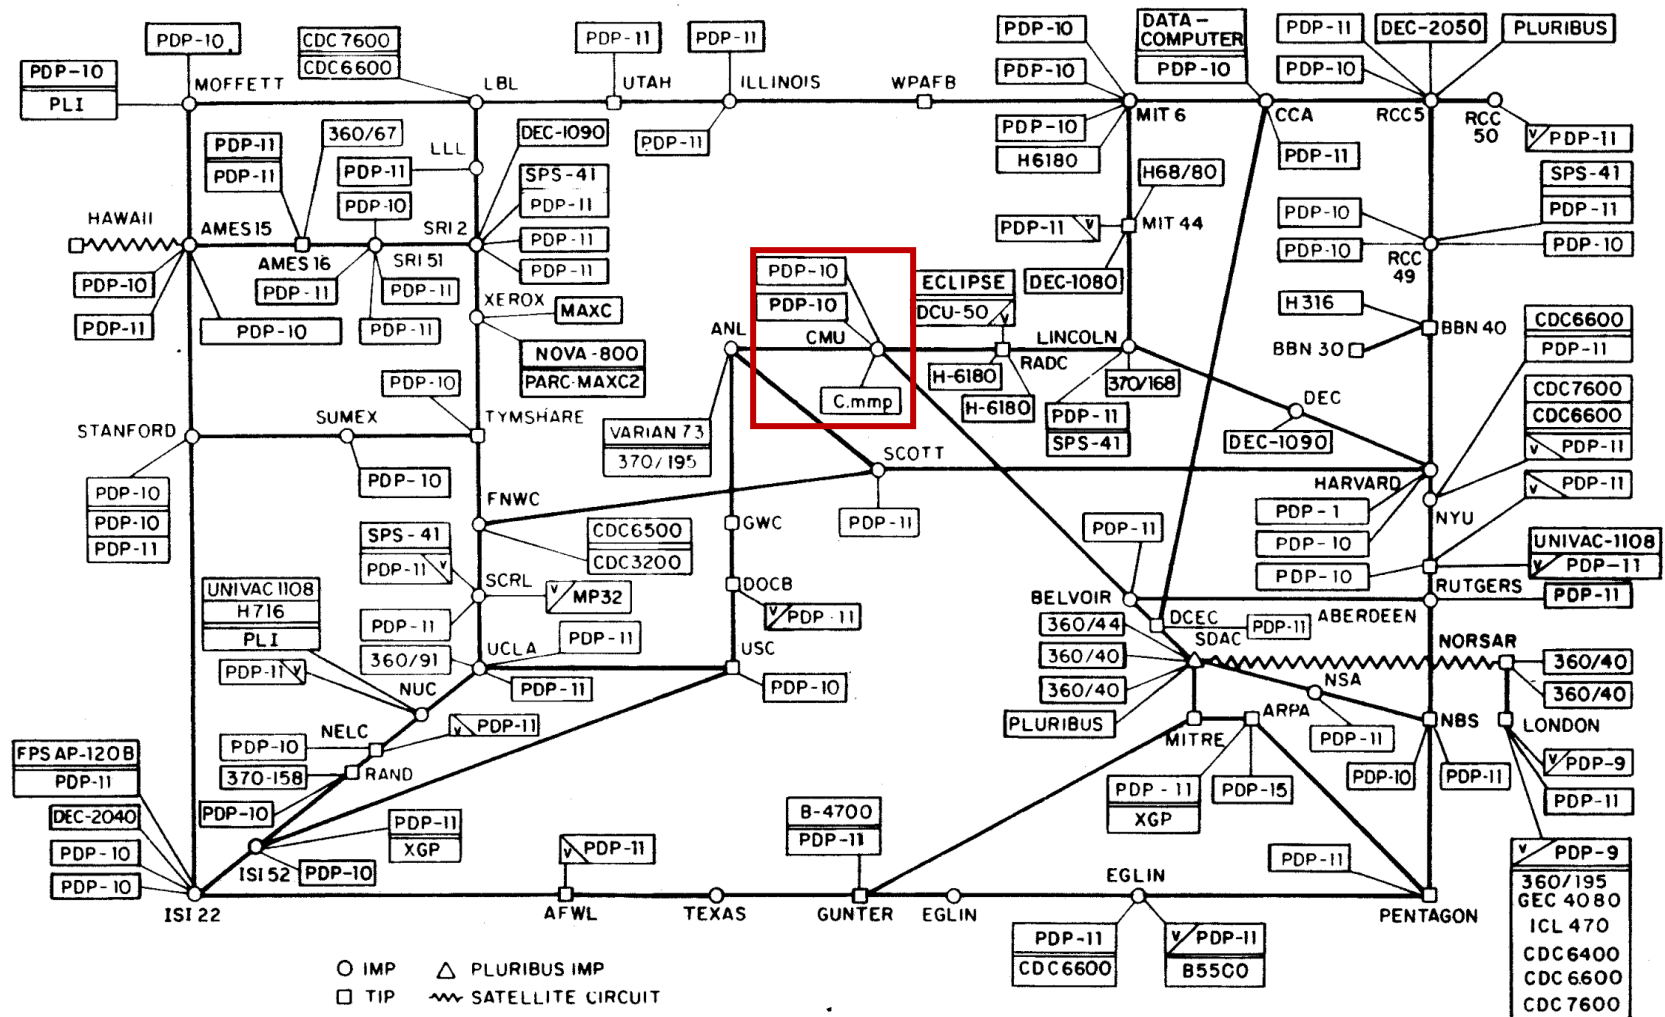 PDP-10
CDC 7600
CDC6600
PDP-11
PDP-11
PDP-10
DATA-
COMPUTER
PDP-10
PDP-11
DEC-2050
PLURIBUS
PDP-10
PLI
MOFFETT
LBL
UTAH
ILLINOIS
WPAFB
PDP-10
MIT 6
CCA
PDP-10
RCC5
RCC
50
PDP-11
PDP-10
H6180
PDP-11
V PDP-11
PDP-11
PDP-11
360/67
LLL
PDP-11
DEC-1090
SPS-41
PDP-11
PDP-11
PDP-11
H68/80
PDP-11 V
MIT 44
DEC-1080
SPS-41
PDP-11
PDP-10
PDP-10
PDP-10
RCC
49
HAWAII
AMES 15
AMES 16
PDP-10
SRI 51
SRI 2
PDP-11
PDP-11
PDP-11
PDP-10
PDP-11
PDP-10
XEROX
MAXC
NOVA-800
PARC-MAXC2
PDP-10
PDP-10
CMU
C.mmp
ANL
ECLIPSE
DCU-50 V
RADC
H-6180
H-6180
LINCOLN
370/168
PDP-11
SPS-41
H316
BBN 40
BBN 30
CDC6600
PDP-11
CDC7600
CDC6600
V PDP-11
V PDP-11
DEC
DEC-1090
STANFORD
SUMEX
PDP-10
TYMSHARE
PDP-10
PDP-10
PDP-10
PDP-11
VARIAN 73
370/195
SCOTT
PDP-11
HARVARD
PDP-1
PDP-10
PDP-10
NYU
UNIVAC-1108
V PDP-11
RUTGERS
PDP-11
FNWC
CDC6500
CDC3200
GWC
SPS-41
PDP-11 V
SCRL
V MP32
PDP-11
DOCB
V PDP-11
PDP-11
BELVOIR
ABERDEEN
UNIVAC 1108
H716
PLI
PDP-11 V
360/91
UCLA
PDP-11
PDP-11
USC
PDP-10
360/44
360/40
360/40
PLURIBUS
DCEC
SDAC
PDP-11
NORSAR
360/40
360/40
NUC
NELC
PDP-10
V PDP-11
NSA
PDP-11
MITRE
ARPA
PDP-11
XGP
PDP-15
NBS
PDP-10
PDP-11
LONDON
V PDP-9
PDP-11
FPS AP-120B
PDP-11
DEC-2040
PDP-10
PDP-10
370-158
RAND
PDP-10
PDP-11
XGP
ISI 52
PDP-10
V PDP-11
B-4700
PDP-11
PDP-11
V PDP-9
360/195
GEC 4080
ICL 470
CDC6400
CDC6600
CDC7600
ISI 22
AFWL
TEXAS
GUNTER
EGLIN
EGLIN
PENTAGON
PDP-11
CDC6600
V PDP-11
B5500
IMP
PLURIBUS IMP
TIP
SATELLITE CIRCUIT